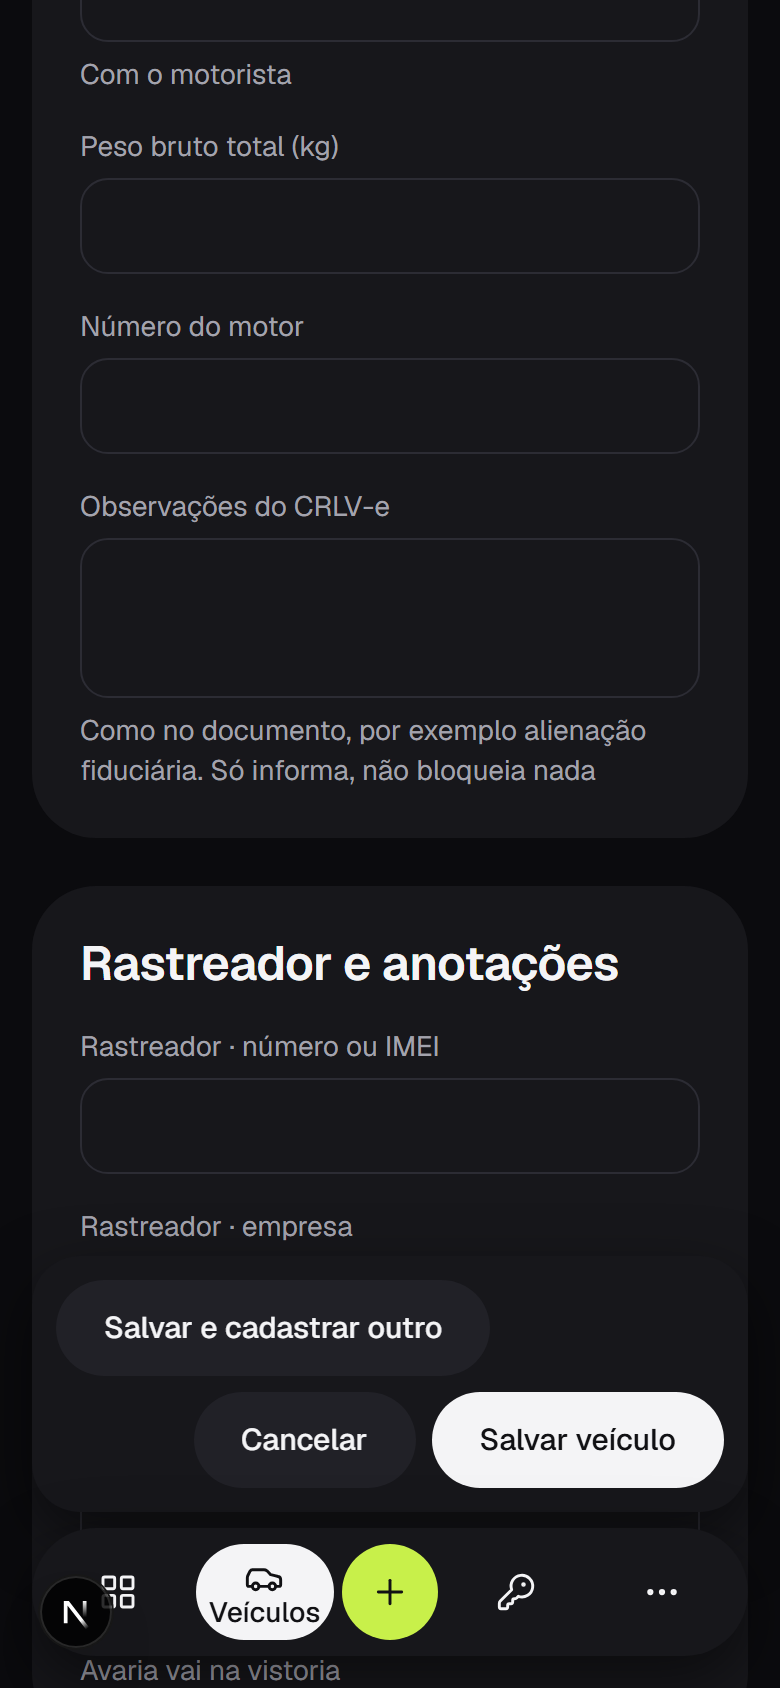 Com o motorista
Peso bruto total (kg)
Número do motor
Observações do CRLV-e
Como no documento, por exemplo alienação
fiduciária. Só informa, não bloqueia nada
Rastreador e anotações
Rastreador · número ou IMEI
Rastreador · empresa
Salvar e cadastrar outro
Cancelar
Salvar veículo
N
Veículos
Avaria vai na vistoria